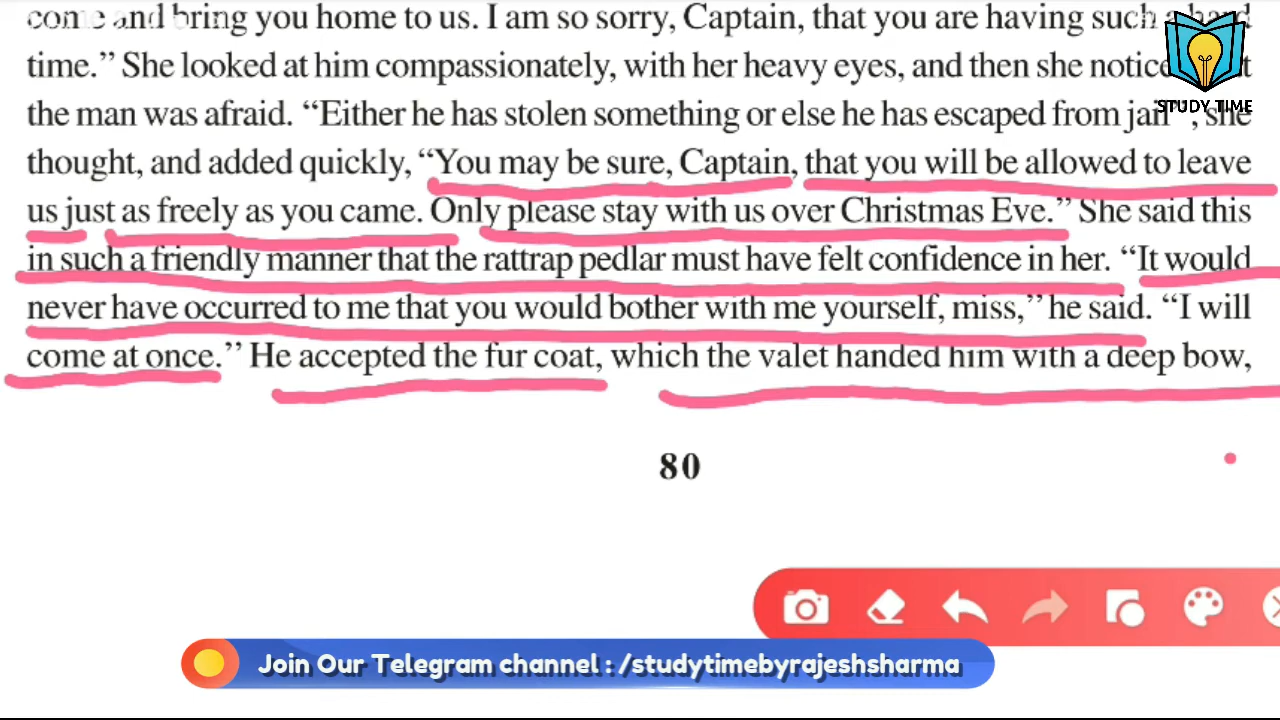 come and bring you home to us. I am so sorry, Captain, that you are having such a hard
time.” She looked at him compassionately, with her heavy eyes, and then she
the man was afraid. “Either he has stolen something or else he has escaped from jail”, she
thought, and added quickly, “You may be sure, Captain, that you will be allowed to leave
us just as freely as you came. Only please stay with us over Christmas Eve.” She said this
in such a friendly manner that the rattrap pedlar must have felt confidence in her. “It would
never have occurred to me that you would bother with me yourself, miss,” he said. “I will
come at once.” He accepted the fur coat, which the valet handed him with a deep bow,
80
STUDY TIME
Join Our Telegram channel : /studytimebyrajeshsharma